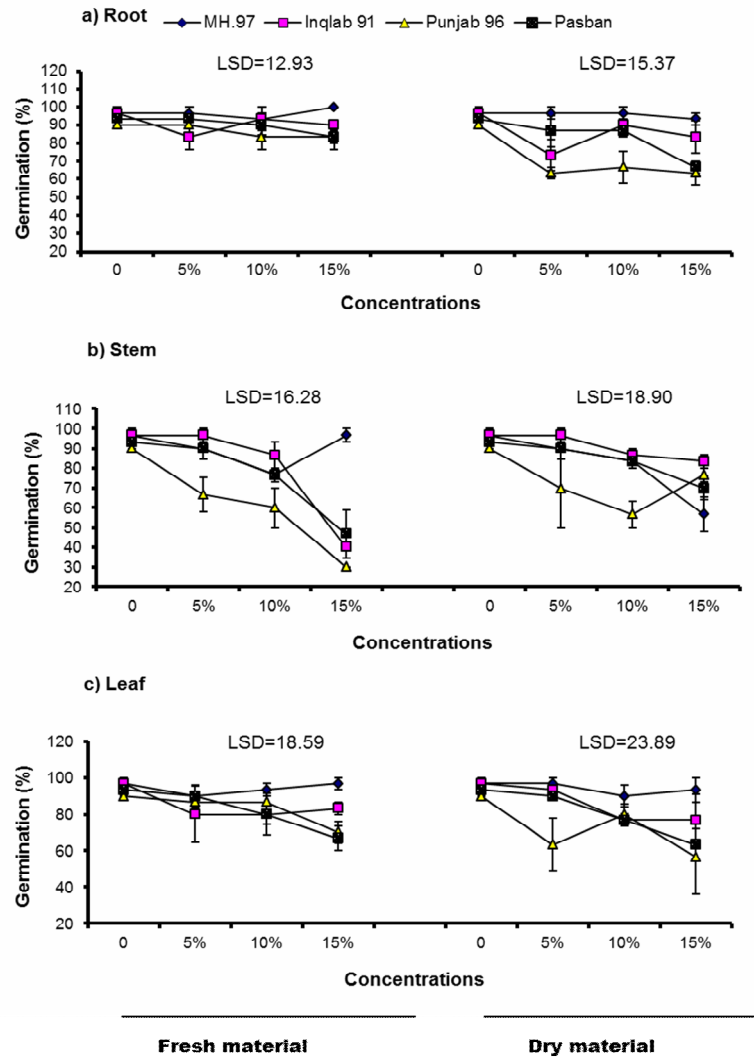 a) Root MH.97 Inqlab 91 Punjab 96 Pasban
LSD=12.93 LSD=15.37
120
110
100
90
80
70
60
50
40
30
20
Germination (%)
0 5% 10% 15% 0 5% 10% 15%
Concentrations
b) Stem
LSD=16.28 LSD=18.90
110
100
90
80
70
60
50
40
30
20
Germination (%)
0 5% 10% 15% 0 5% 10% 15%
Concentrations
c) Leaf
LSD=18.59 LSD=23.89
120
100
80
60
40
20
Germination (%)
0 5% 10% 15% 0 5% 10% 15%
Concentrations
Fresh material Dry material